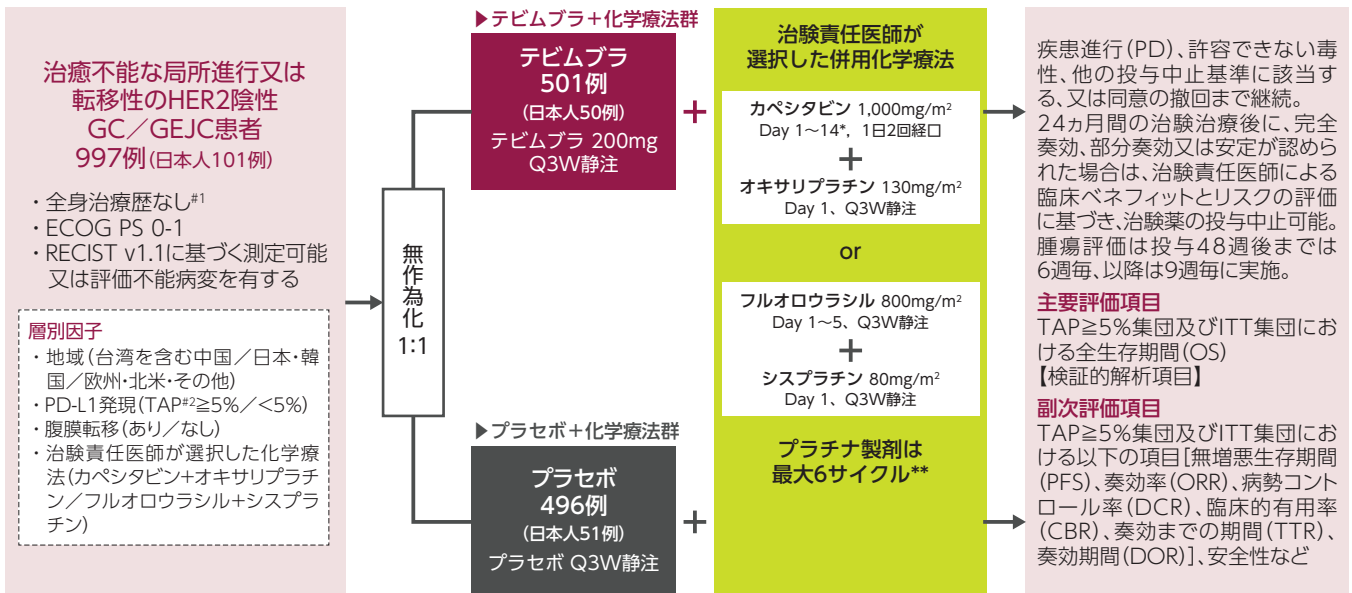 治癒不能な局所進行又は
転移性のHER2陰性
GC／GEJC患者
997例(日本人101例)
・全身治療歴なし#1
・ECOG PS 0-1
・RECIST v1.1に基づく測定可能
又は評価不能病変を有する
層別因子
・地域(台湾を含む中国／日本・韓
国／欧州・北米・その他)
・PD-L1発現(TAP#2≧5%／<5%)
・腹膜転移(あり／なし)
・治験責任医師が選択した化学療
法(カペシタビン+オキサリプラチ
ン／フルオロウラシル+シスプラ
チン)
無作為化
1:1
▶テビムブラ+化学療法群
テビムブラ
501例
(日本人50例)
テビムブラ 200mg
Q3W静注
+
▶プラセボ+化学療法群
プラセボ
496例
(日本人51例)
プラセボ Q3W静注
+
治験責任医師が
選択した併用化学療法
カペシタビン 1,000mg/m²
Day 1～14*, 1日2回経口
+
オキサリプラチン 130mg/m²
Day 1、Q3W静注
or
フルオロウラシル 800mg/m²
Day 1～5、Q3W静注
+
シスプラチン 80mg/m²
Day 1、Q3W静注
プラチナ製剤は
最大6サイクル**
疾患進行(PD)、許容できない毒
性、他の投与中止基準に該当す
る、又は同意の撤回まで継続。
24ヵ月間の治験治療後に、完全
奏効、部分奏効又は安定が認めら
れた場合は、治験責任医師による
臨床ベネフィットとリスクの評価
に基づき、治験薬の投与中止可能。
腫瘍評価は投与48週後までは
6週毎、以降は9週毎に実施。
主要評価項目
TAP≧5%集団及びITT集団にお
ける全生存期間(OS)
【検証的解析項目】
副次評価項目
TAP≧5%集団及びITT集団にお
ける以下の項目[無増悪生存期間
(PFS)、奏効率(ORR)、病勢コント
ロール率(DCR)、臨床的有用率
(CBR)、奏効までの期間(TTR)、
奏効期間(DOR)]、安全性など